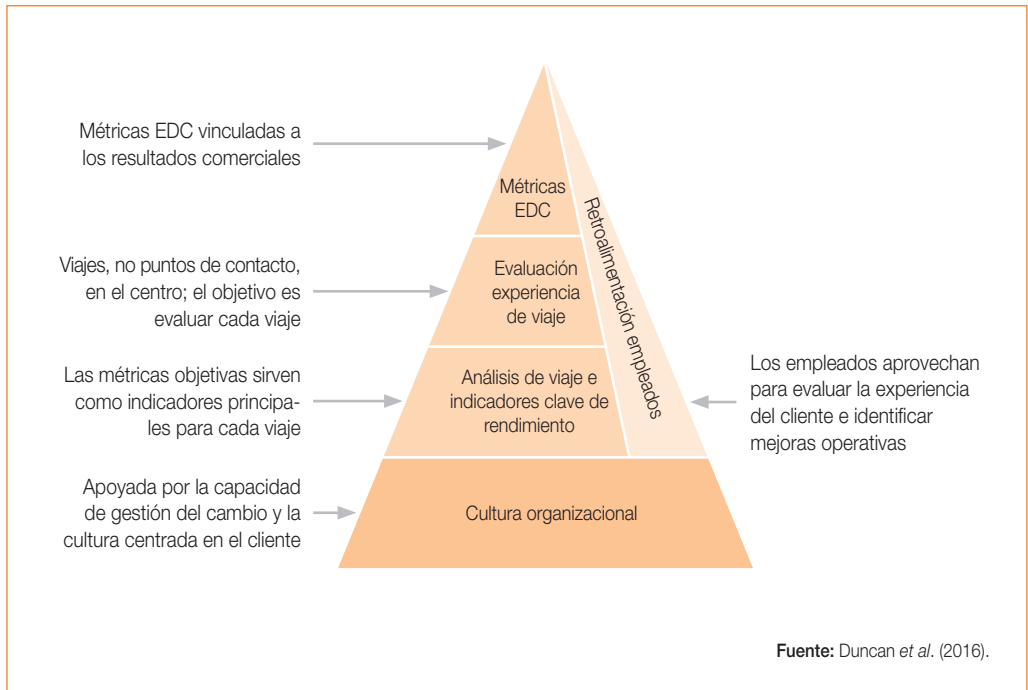 Métricas EDC vinculadas a
los resultados comerciales
Métricas
EDC
Viajes, no puntos de contacto,
en el centro; el objetivo es
evaluar cada viaje
Evaluación
experiencia
de viaje
Retroalimentación empleados
Las métricas objetivas sirven
como indicadores principa-
les para cada viaje
Análisis de viaje e
indicadores clave de
rendimiento
Los empleados aprovechan
para evaluar la experiencia
del cliente e identificar
mejoras operativas
Apoyada por la capacidad
de gestión del cambio y la
cultura centrada en el cliente
Cultura organizacional
Fuente: Duncan et al. (2016).